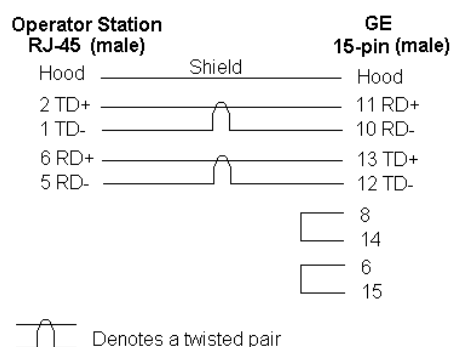 Operator Station GE
RJ-45 (male) 15-pin (male)
Hood Shield Hood
2 TD+ 11 RD+
1 TD- 10 RD-
6 RD+ 13 TD+
5 RD- 12 TD-
8
14
6
15
Denotes a twisted pair